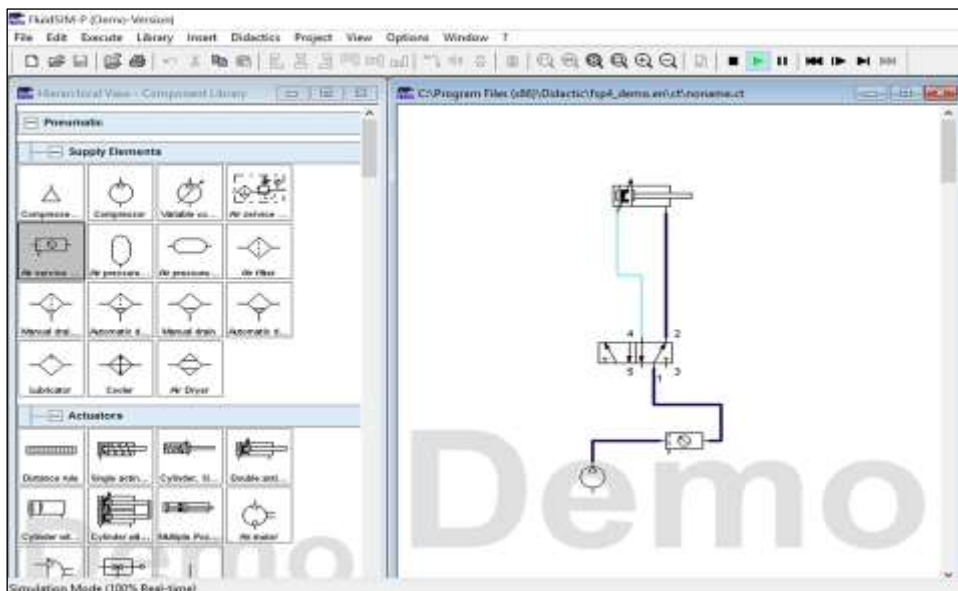 FluidSIM-P (Demo-Version)
File Edit Execute Library Insert Didactics Project View Options Window ?
Hierarchical View - Component Library
C:\Program Files (x86)\Didactic\fsp4_demo.en\ct\noname.ct
Pneumatic
Supply Elements
Compresso... Compressor Variable co... Air service ...
Air service ... Air pressure... Air pressure... Air filter
Manual drai... Automatic d... Manual drain Automatic d...
Lubricator Cooler Air Dryer
Actuators
Distance rule Single actin... Cylinder, Si... Double acti...
Cylinder wit... Cylinder wit... Multiple Pos... Air motor
4 2
5 1 3
Demo
Demo
Simulation Mode (100% Real-time)